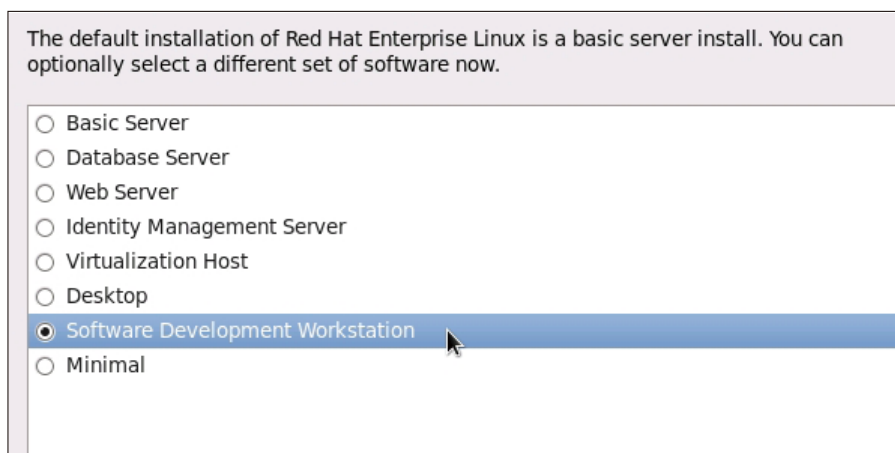 The default installation of Red Hat Enterprise Linux is a basic server install. You can
optionally select a different set of software now.
Basic Server
Database Server
Web Server
Identity Management Server
Virtualization Host
Desktop
Software Development Workstation
Minimal